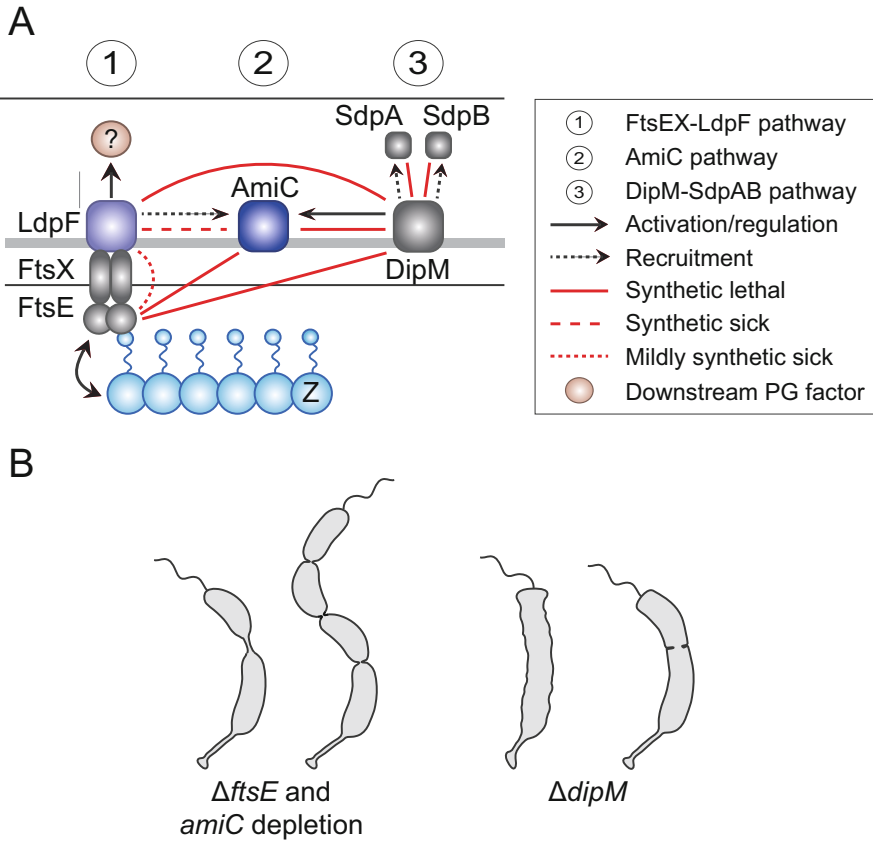 A
1
2
3
SdpA
SdpB
?
AmiC
LdpF
FtsX
FtsE
DipM
Z
1 FtsEX-LdpF pathway
2 AmiC pathway
3 DipM-SdpAB pathway
Activation/regulation
Recruitment
Synthetic lethal
Synthetic sick
Mildly synthetic sick
Downstream PG factor
B
ΔftsE and
amiC depletion
ΔdipM